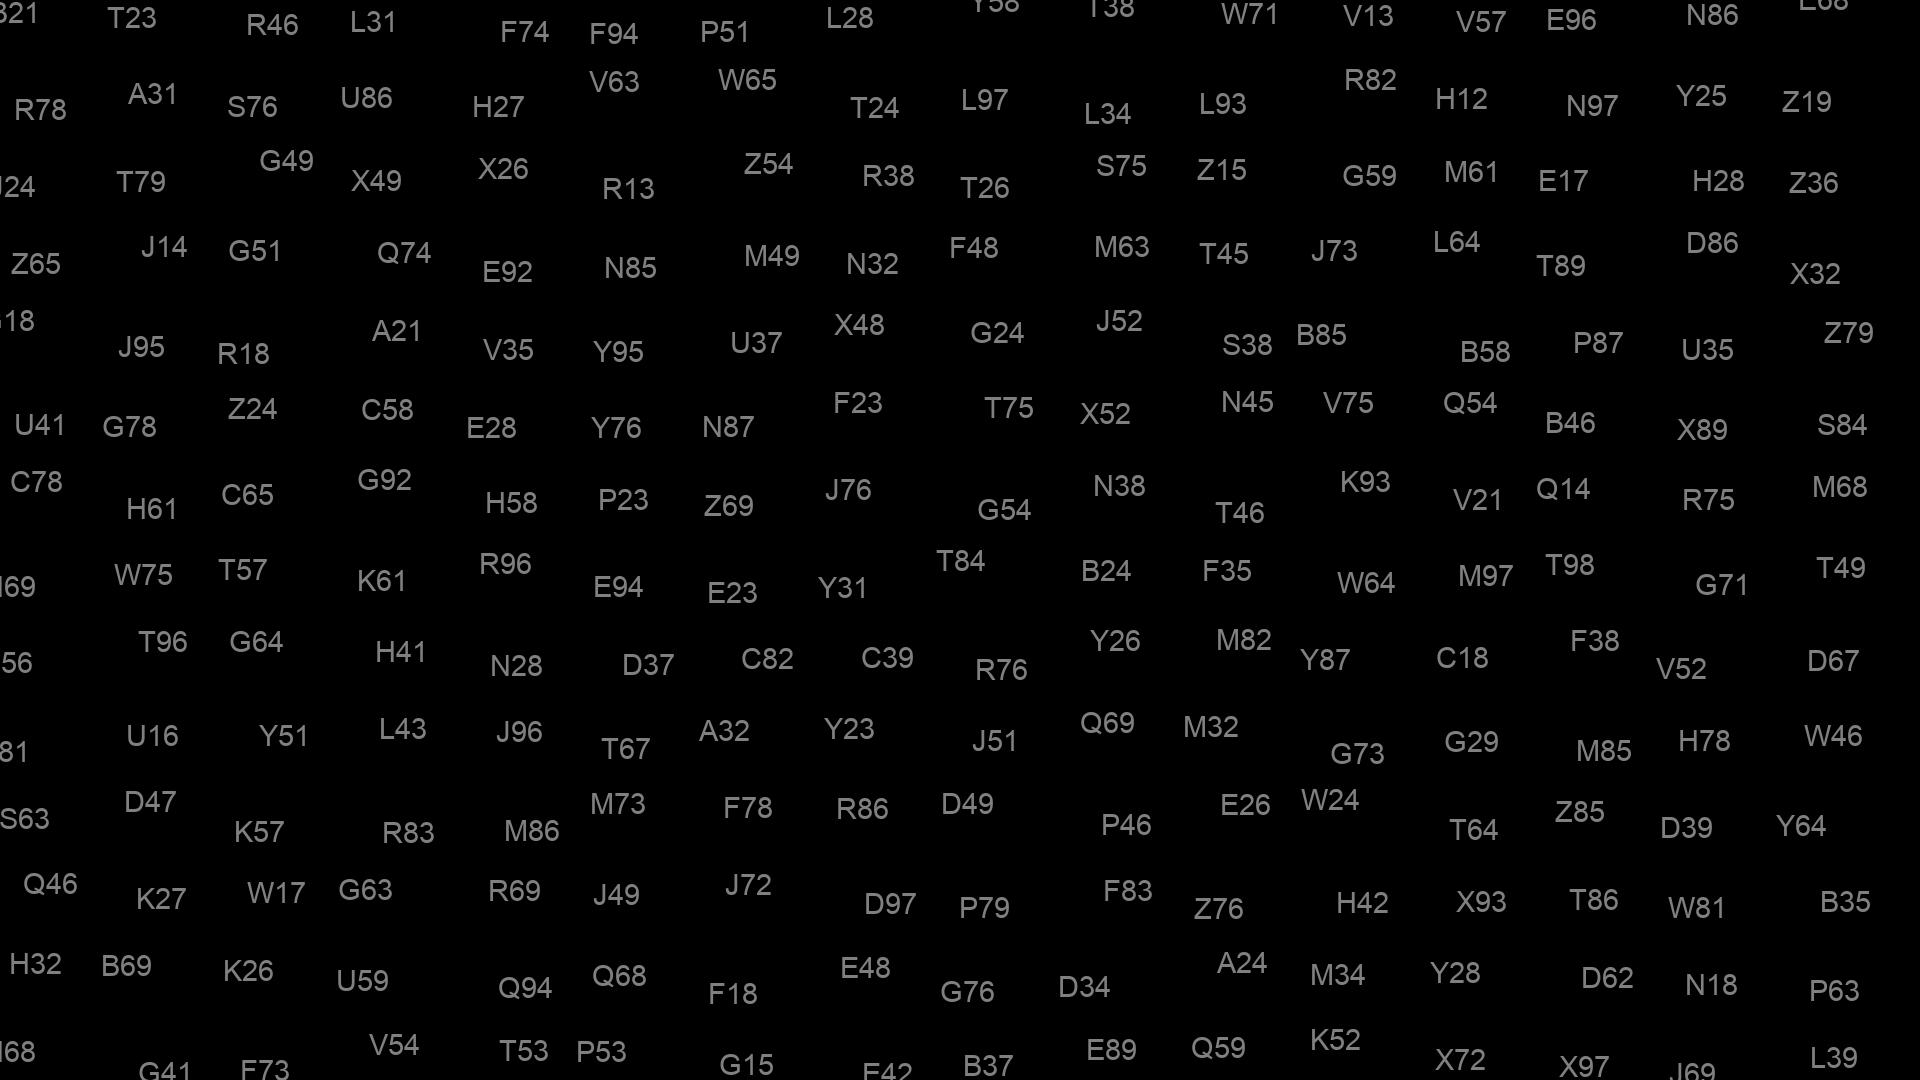 T23 R46 L31 F74 F94 P51 L28 Y58 T38 W71 V13 V57 E96 N86 E68
R78 A31 S76 U86 H27 V63 W65 T24 L97 L34 L93 R82 H12 N97 Y25 Z19
T79 G49 X49 X26 R13 Z54 R38 T26 S75 Z15 G59 M61 E17 H28 Z36
Z65 J14 G51 Q74 E92 N85 M49 N32 F48 M63 T45 J73 L64 T89 D86 X32
J95 R18 A21 V35 Y95 U37 X48 G24 J52 S38 B85 B58 P87 U35 Z79
U41 G78 Z24 C58 E28 Y76 N87 F23 T75 X52 N45 V75 Q54 B46 X89 S84
C78 H61 C65 G92 H58 P23 Z69 J76 G54 N38 T46 K93 V21 Q14 R75 M68
W75 T57 K61 R96 E94 E23 Y31 T84 B24 F35 W64 M97 T98 G71 T49
56 T96 G64 H41 N28 D37 C82 C39 R76 Y26 M82 Y87 C18 F38 V52 D67
81 U16 Y51 L43 J96 T67 A32 Y23 J51 Q69 M32 G73 G29 M85 H78 W46
S63 D47 K57 R83 M86 M73 F78 R86 D49 P46 E26 W24 T64 Z85 D39 Y64
Q46 K27 W17 G63 R69 J49 J72 D97 P79 F83 Z76 H42 X93 T86 W81 B35
H32 B69 K26 U59 Q94 Q68 F18 E48 G76 D34 A24 M34 Y28 D62 N18 P63
G41 F73 V54 T53 P53 G15 E42 B37 E89 Q59 K52 X72 X97 J69 L39